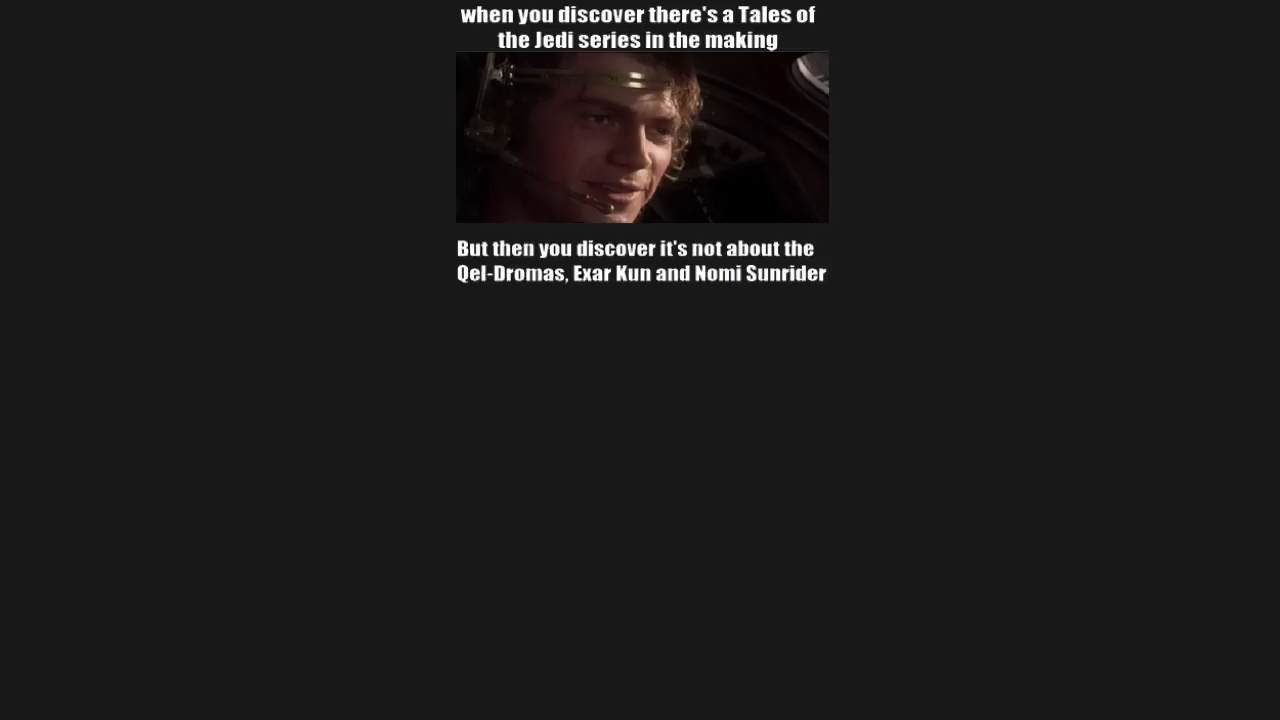 when you discover there's a Tales of
the Jedi series in the making
But then you discover it's not about the
Qel-Dromas, Exar Kun and Nomi Sunrider